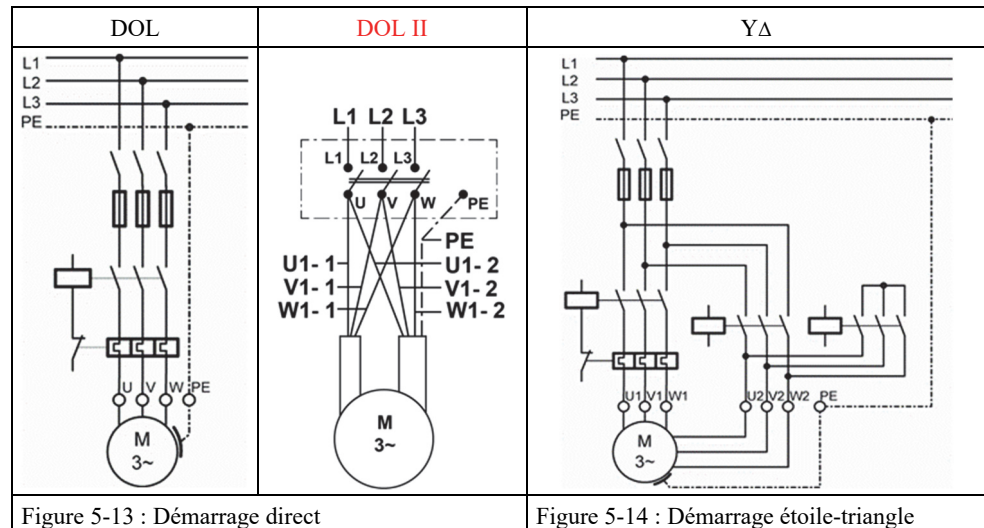 DOL
DOL II
Y∆
L1
L2
L3
PE
U V W PE
M
3~
L1 L2 L3
L1 L2 L3
U V W PE
PE
U1- 1 U1- 2
V1- 1 V1- 2
W1- 1 W1- 2
M
3~
L1
L2
L3
PE
U1 V1 W1 U2 V2 W2 PE
M
3~
Figure 5-13 : Démarrage direct
Figure 5-14 : Démarrage étoile-triangle